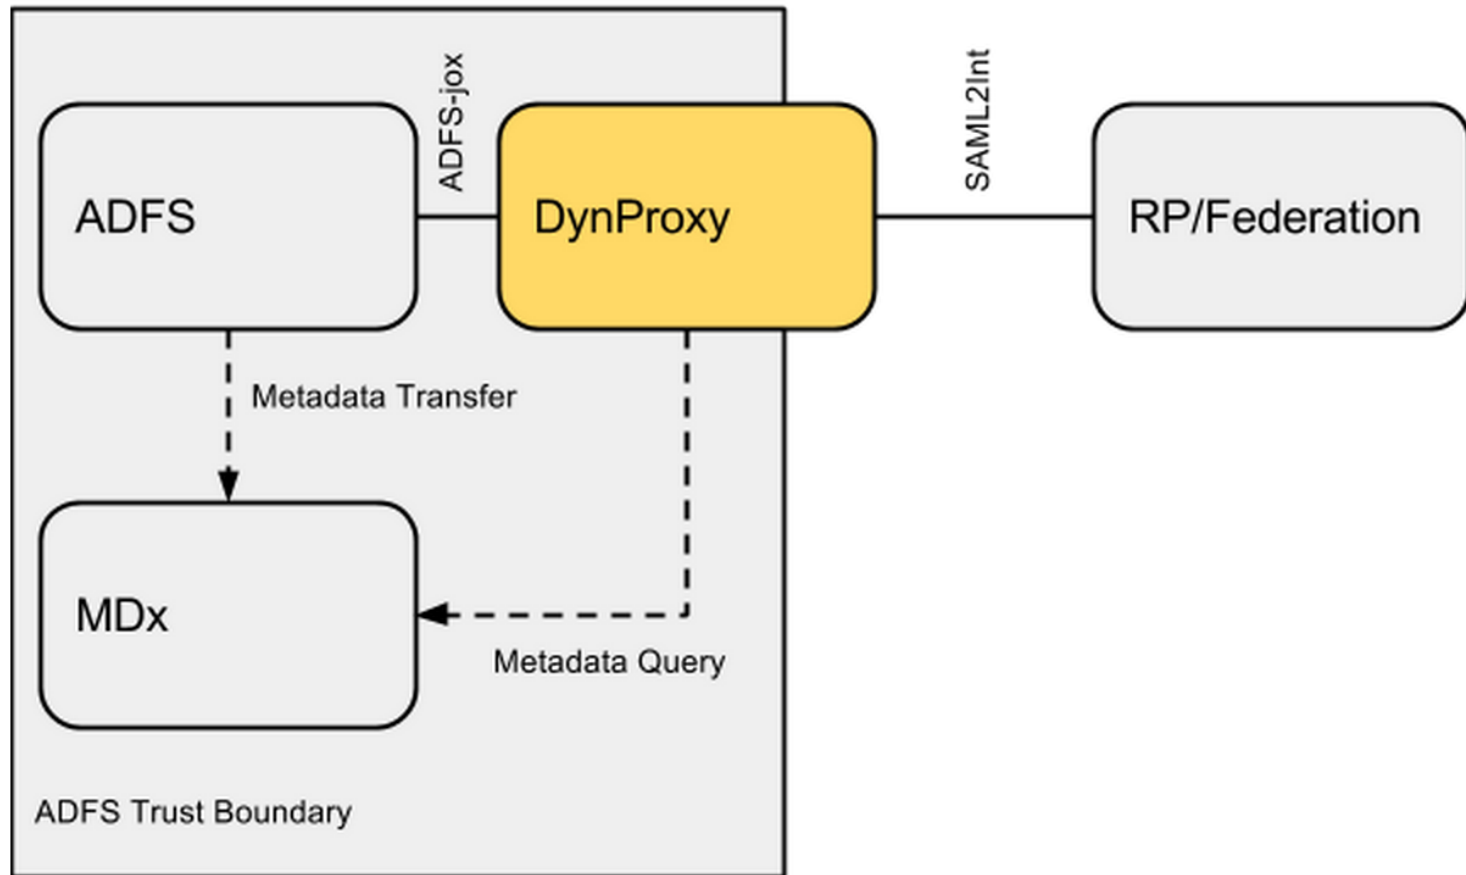 ADFS
ADFS-jox
DynProxy
SAML2Int
RP/Federation
Metadata Transfer
MDx
Metadata Query
ADFS Trust Boundary